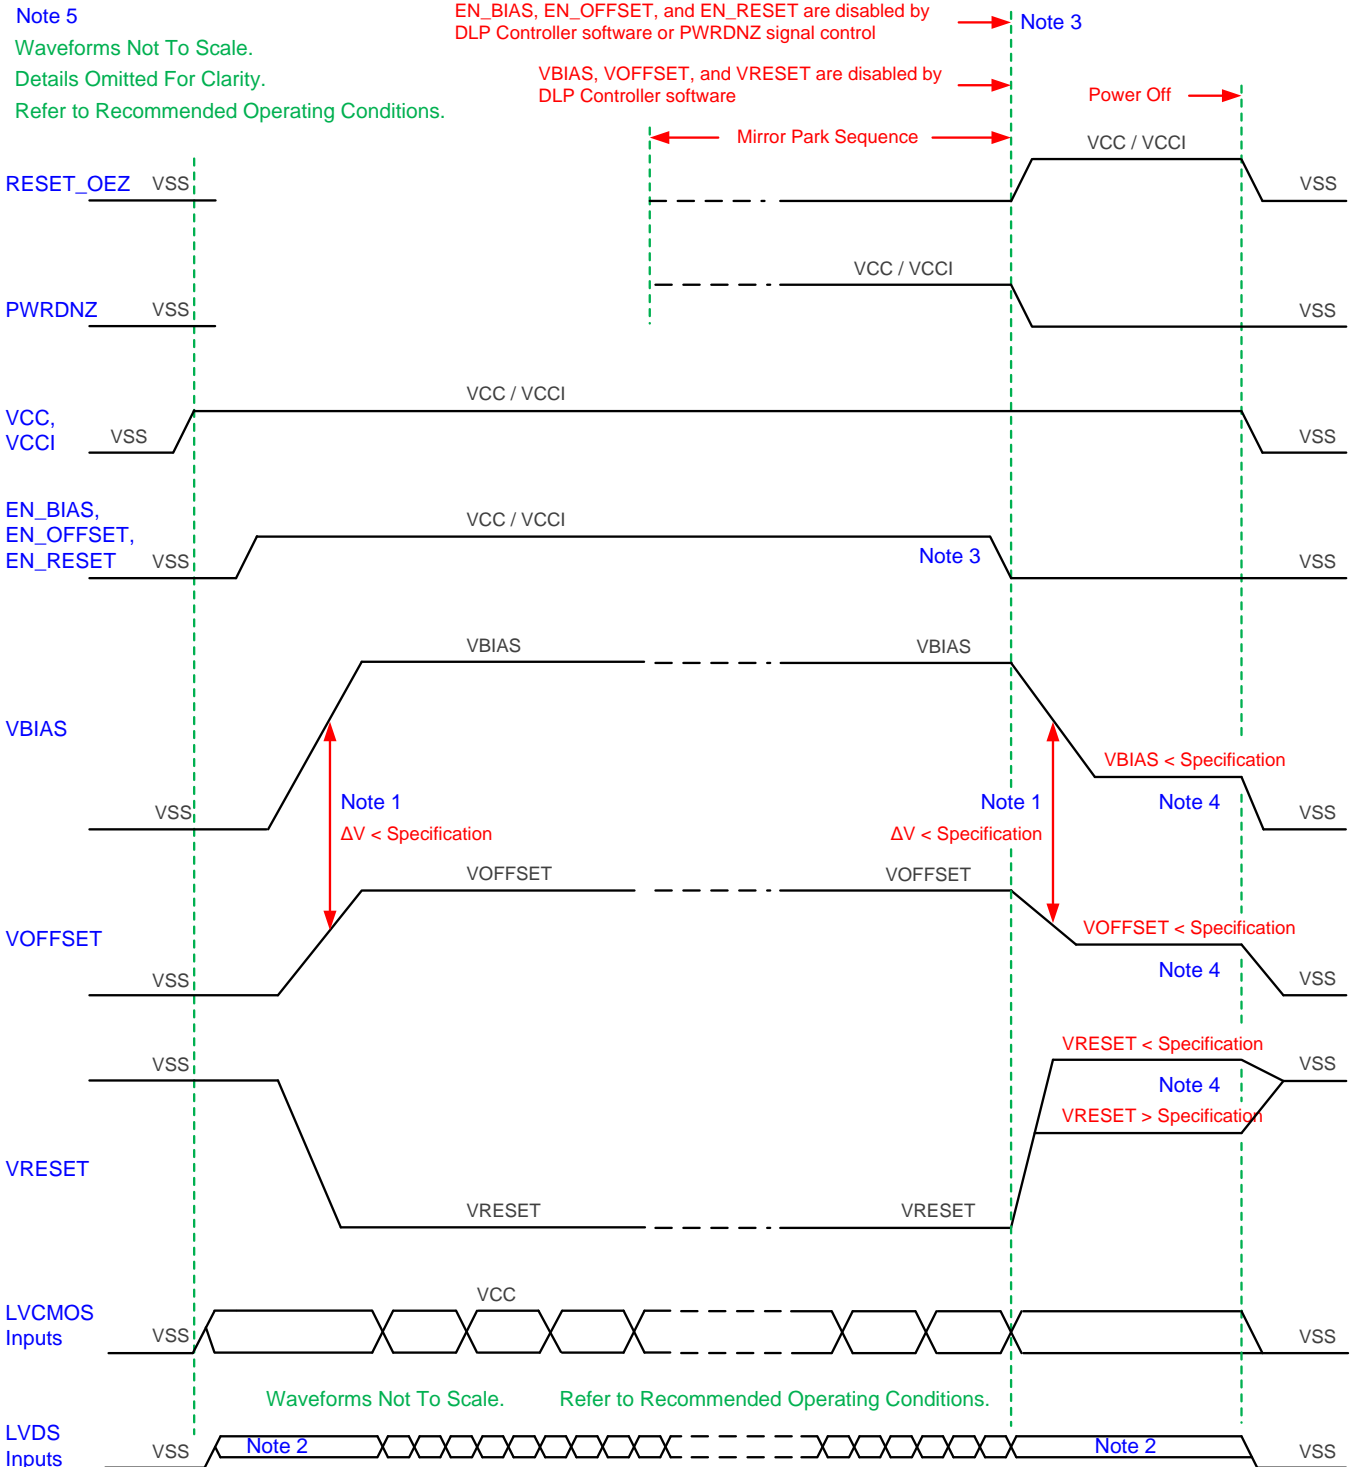 Note 5
Waveforms Not To Scale.
Details Omitted For Clarity.
Refer to Recommended Operating Conditions.
EN_BIAS, EN_OFFSET, and EN_RESET are disabled by
DLP Controller software or PWRDNZ signal control
Note 3
VBIAS, VOFFSET, and VRESET are disabled by
DLP Controller software
Power Off
Mirror Park Sequence
VCC / VCCI
RESET_OEZ
VSS
VSS
VCC / VCCI
PWRDNZ
VSS
VSS
VCC / VCCI
VCC,
VCCI
VSS
VSS
EN_BIAS,
EN_OFFSET,
EN_RESET
VSS
VCC / VCCI
Note 3
VSS
VBIAS
VBIAS
VBIAS
VBIAS < Specification
Note 1
ΔV < Specification
Note 1
ΔV < Specification
Note 4
VSS
VSS
VOFFSET
VOFFSET
VOFFSET
VOFFSET < Specification
Note 4
VSS
VSS
VSS
VRESET < Specification
Note 4
VRESET > Specification
VSS
VRESET
VRESET
VRESET
LVCMOS
Inputs
VSS
VCC
VSS
Waveforms Not To Scale.
Refer to Recommended Operating Conditions.
LVDS
Inputs
VSS
Note 2
Note 2
VSS